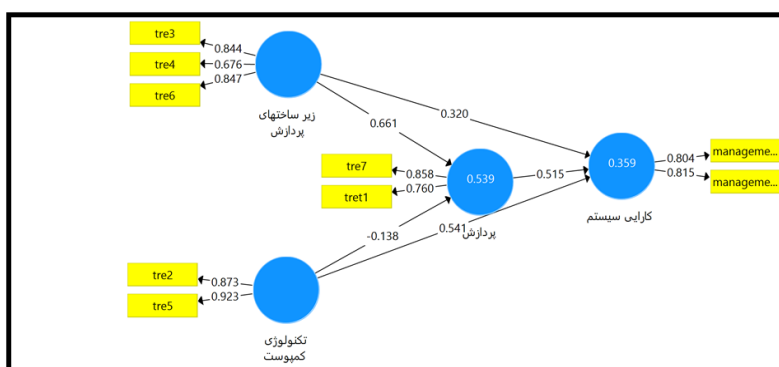 tre3
0.844
tre4
0.676
tre6
0.847
زیر ساختهای
پردازش
0.320
0.661
tre7
0.858
tret1
0.760
0.539
پردازش
0.515
0.359
کارایی سیستم
manageme...
0.804
manageme...
0.815
-0.138
0.541
tre2
0.873
tre5
0.923
تکنولوژی
کمپوست